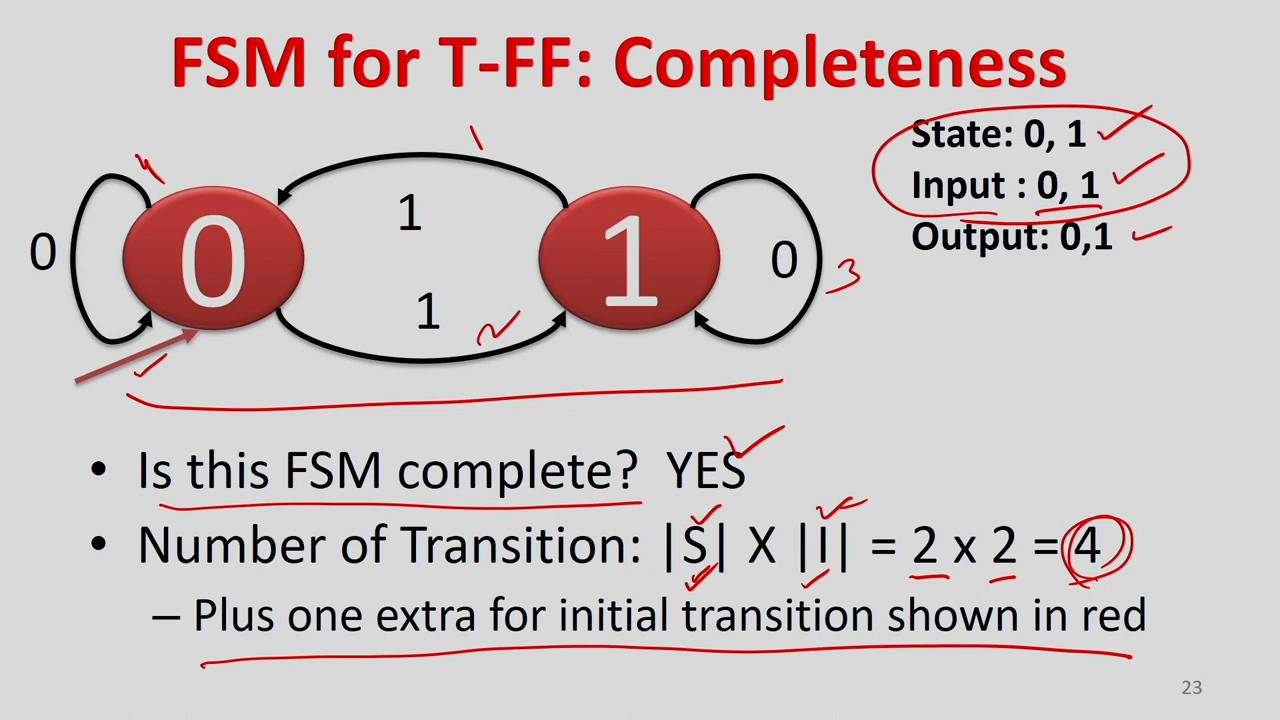 FSM for T-FF: Completeness
State: 0, 1
Input : 0, 1
Output: 0,1
4
1
0
0
1
1
0
3
1
2
Is this FSM complete? YES
Number of Transition: |S| X |I| = 2 x 2 = 4
– Plus one extra for initial transition shown in red
23